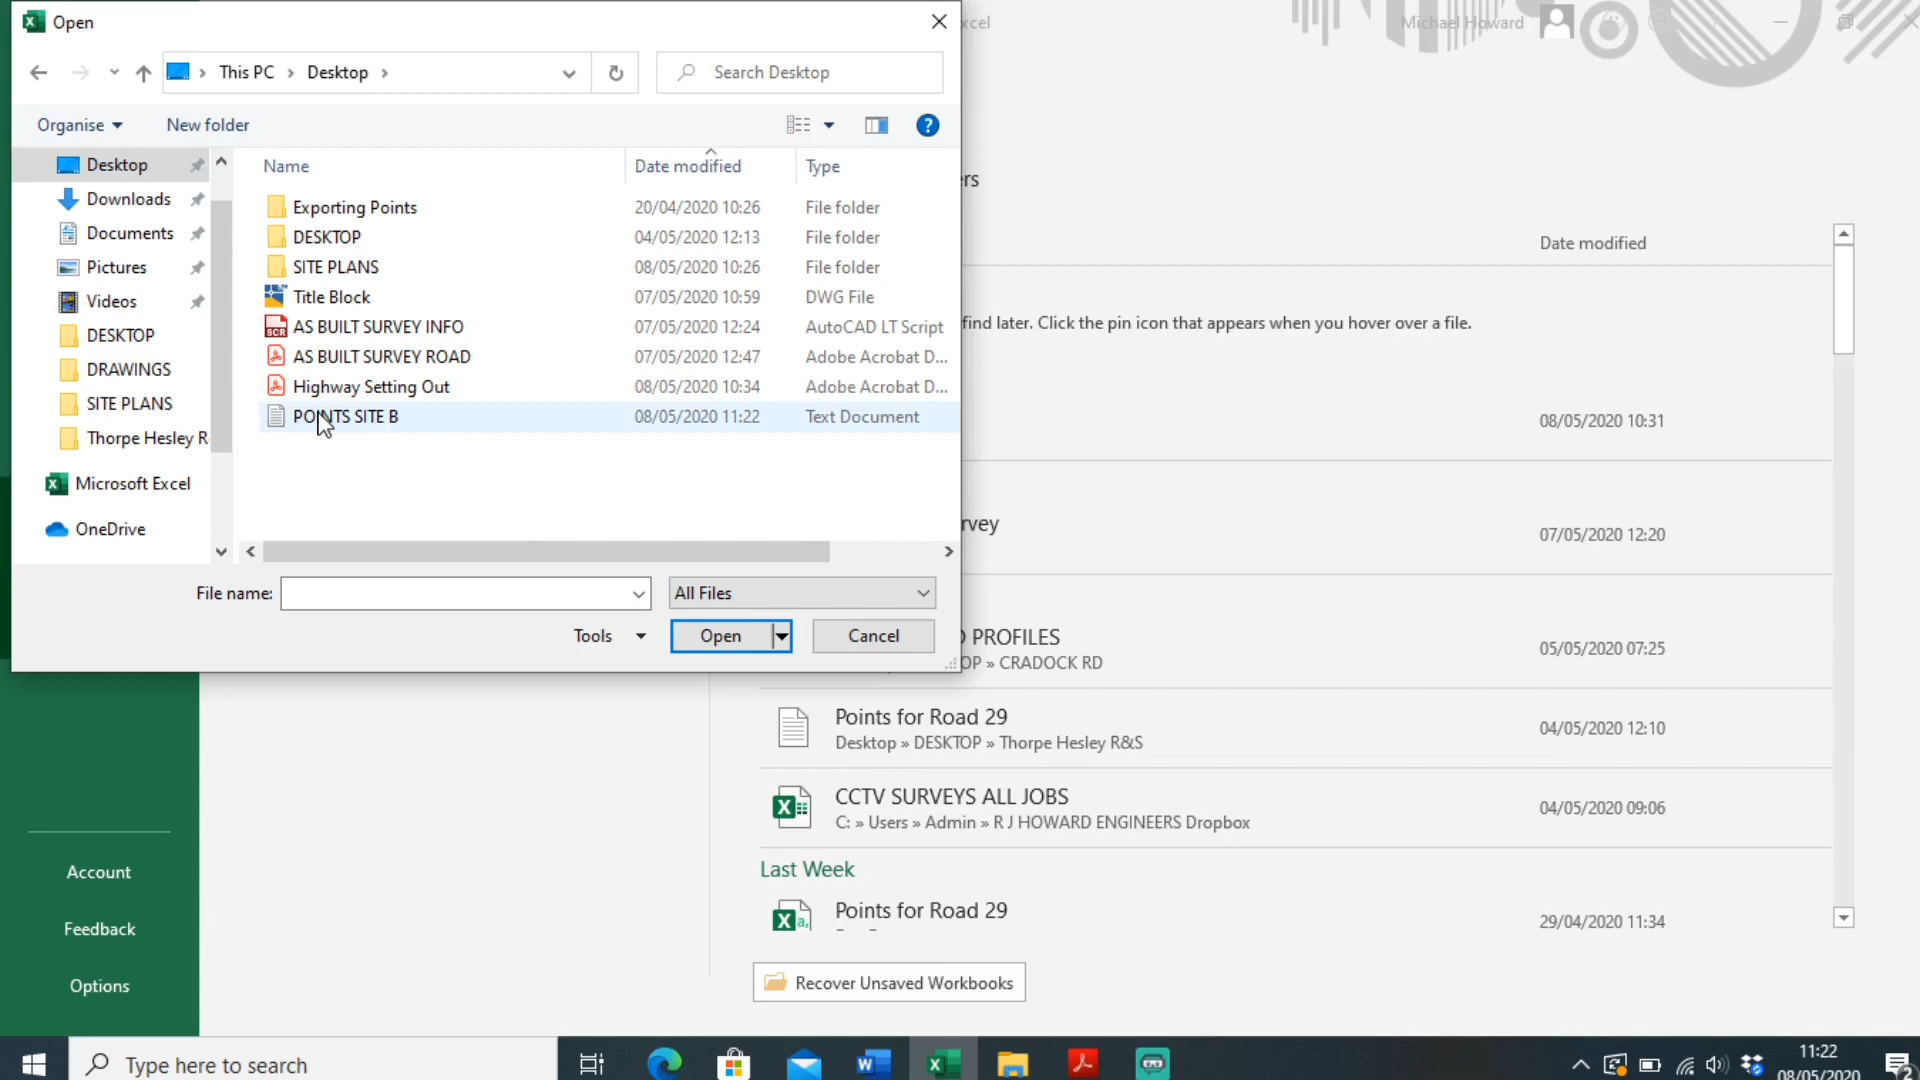 Open
xcel
Michael Howard
This PC
Desktop
Search Desktop
Organise
New folder
Desktop
Downloads
Documents
Pictures
Videos
DESKTOP
DRAWINGS
SITE PLANS
Thorpe Hesley R
Microsoft Excel
OneDrive
Name Date modified Type
Exporting Points 20/04/2020 10:26 File folder
DESKTOP 04/05/2020 12:13 File folder
SITE PLANS 08/05/2020 10:26 File folder
Title Block 07/05/2020 10:59 DWG File
AS BUILT SURVEY INFO 07/05/2020 12:24 AutoCAD LT Script
AS BUILT SURVEY ROAD 07/05/2020 12:47 Adobe Acrobat D...
Highway Setting Out 08/05/2020 10:34 Adobe Acrobat D...
POINTS SITE B 08/05/2020 11:22 Text Document
File name:
All Files
Tools
Open
Cancel
ers
Date modified
find later. Click the pin icon that appears when you hover over a file.
08/05/2020 10:31
rvey
07/05/2020 12:20
PROFILES
OP » CRADOCK RD
05/05/2020 07:25
Points for Road 29
Desktop » DESKTOP » Thorpe Hesley R&S
04/05/2020 12:10
CCTV SURVEYS ALL JOBS
C: » Users » Admin » R J HOWARD ENGINEERS Dropbox
04/05/2020 09:06
Last Week
Points for Road 29
29/04/2020 11:34
Recover Unsaved Workbooks
Account
Feedback
Options
Type here to search
11:22
08/05/2020
2